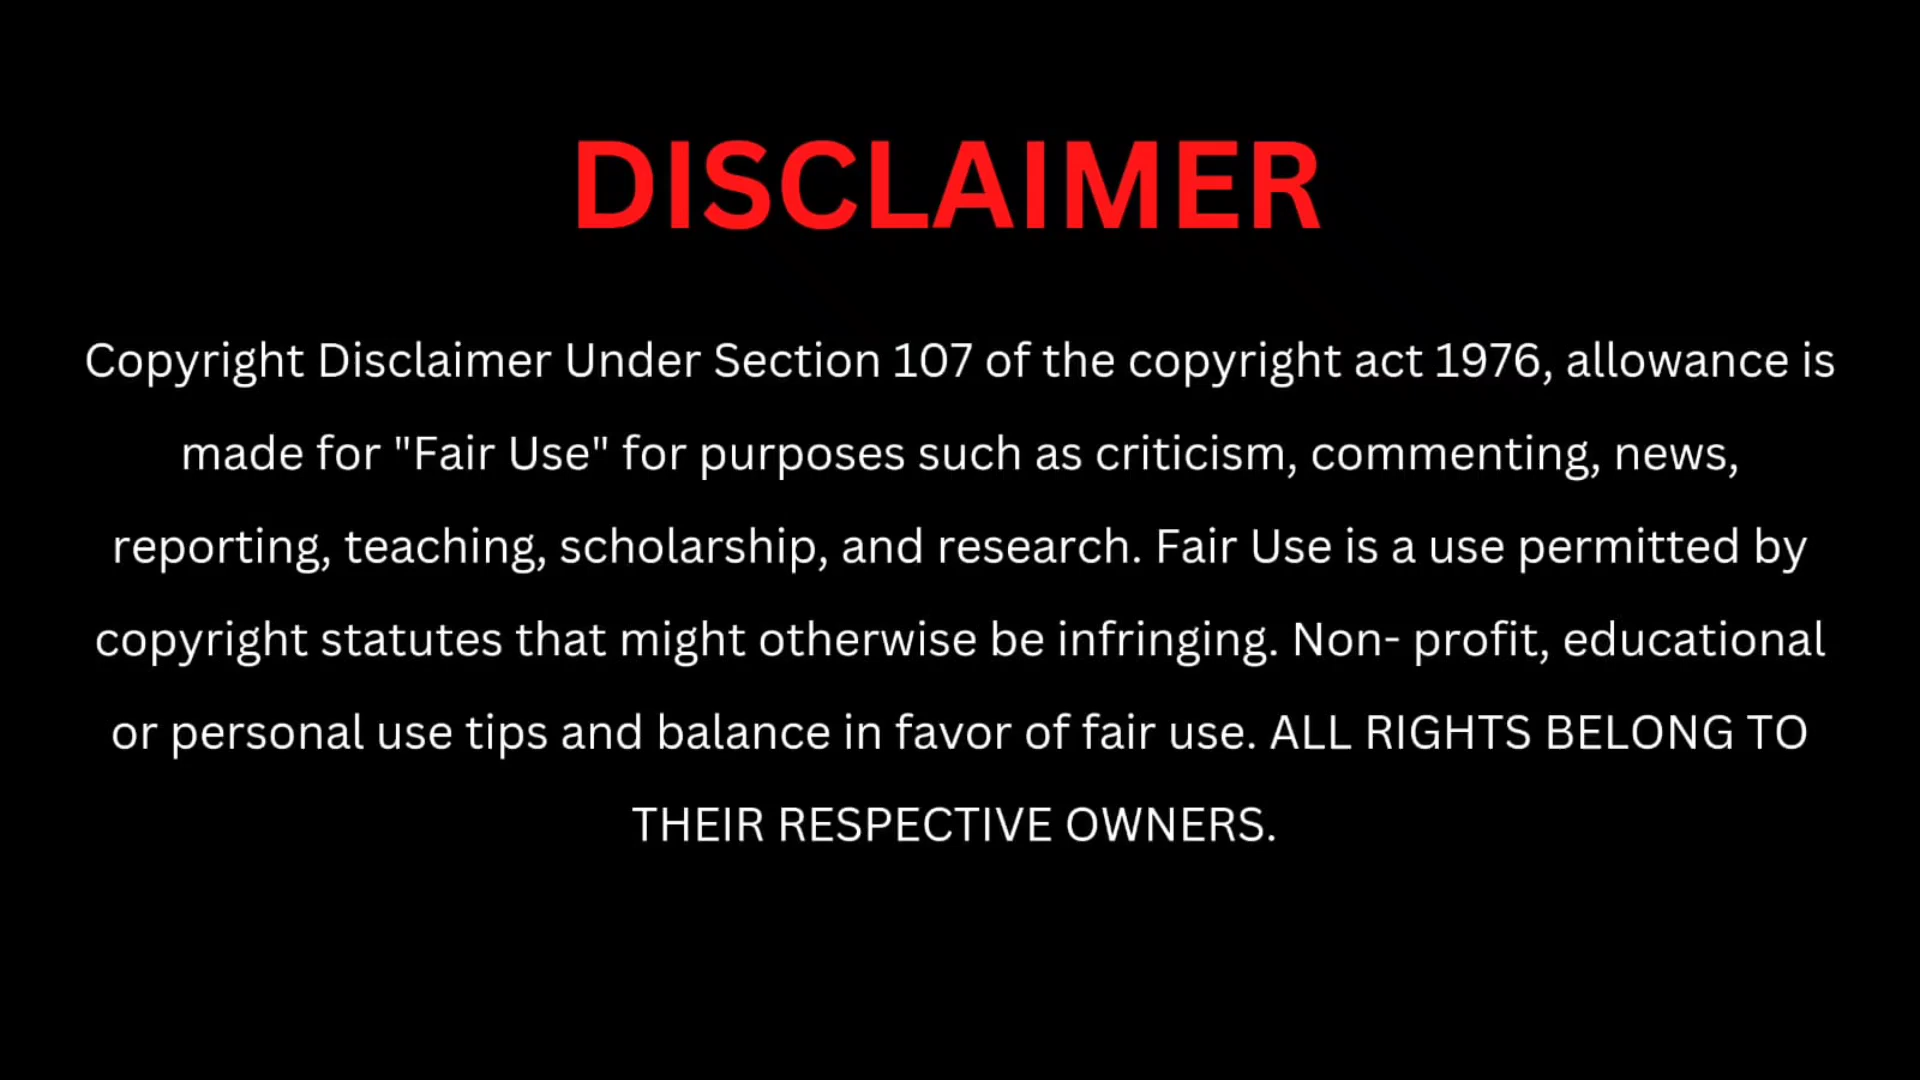 DISCLAIMER
Copyright Disclaimer Under Section 107 of the copyright act 1976, allowance is
made for "Fair Use" for purposes such as criticism, commenting, news,
reporting, teaching, scholarship, and research. Fair Use is a use permitted by
copyright statutes that might otherwise be infringing. Non- profit, educational
or personal use tips and balance in favor of fair use. ALL RIGHTS BELONG TO
THEIR RESPECTIVE OWNERS.